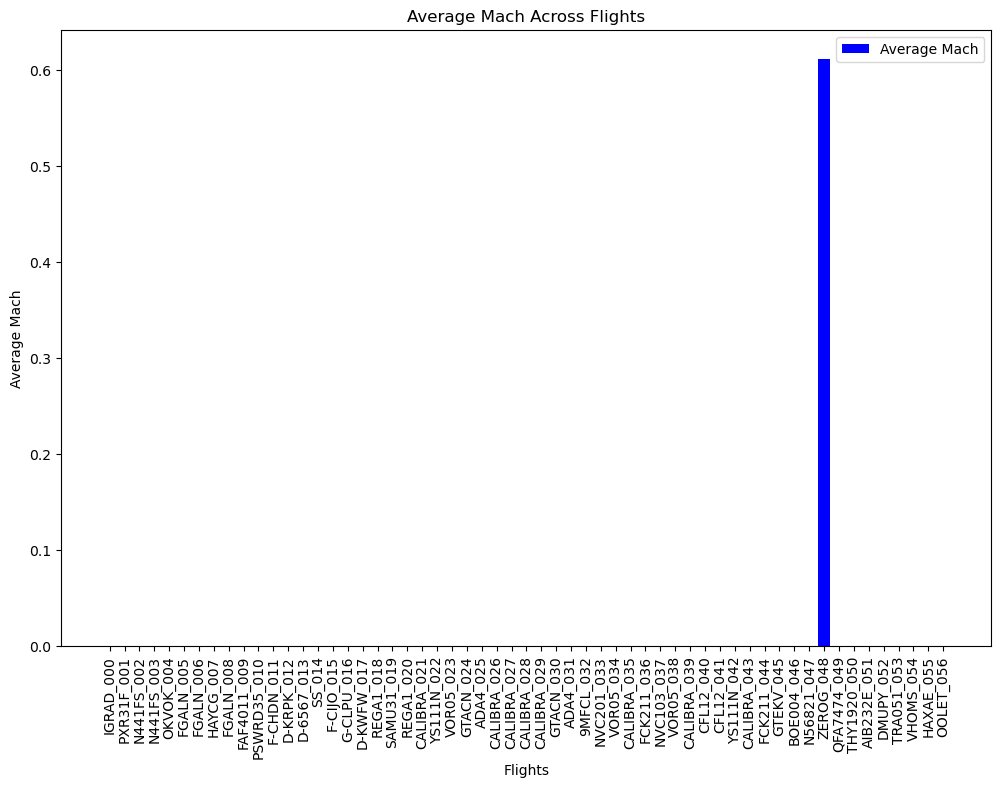 Average Mach Across Flights
Average Mach
0.6
0.5
0.4
0.3
0.2
0.1
0.0
Average Mach
IGRAD_000
PXR31F_001
N441FS_002
N441FS_003
OKVOK_004
FGALN_005
FGALN_006
HAYCG_007
FGALN_008
FAF4011_009
PSWRD35_010
F-CHDN_011
D-KRPK_012
D-6567_013
SS_014
F-CIJO_015
G-CLPU_016
D-KWFW_017
REGA1_018
SAMU31_019
REGA1_020
CALIBRA_021
YS111N_022
VOR05_023
GTACN_024
ADA4_025
CALIBRA_026
CALIBRA_027
CALIBRA_028
CALIBRA_029
GTACN_030
ADA4_031
9MFCL_032
NVC201_033
VOR05_034
CALIBRA_035
FCK211_036
NVC103_037
VOR05_038
CALIBRA_039
CFL12_040
CFL12_041
YS111N_042
CALIBRA_043
FCK211_044
GTEKV_045
BOE004_046
N56821_047
ZEROG_048
QFA7474_049
THY1920_050
AIB232E_051
DMUPY_052
TRA051_053
VHOMS_054
HAXAE_055
OOLET_056
Flights